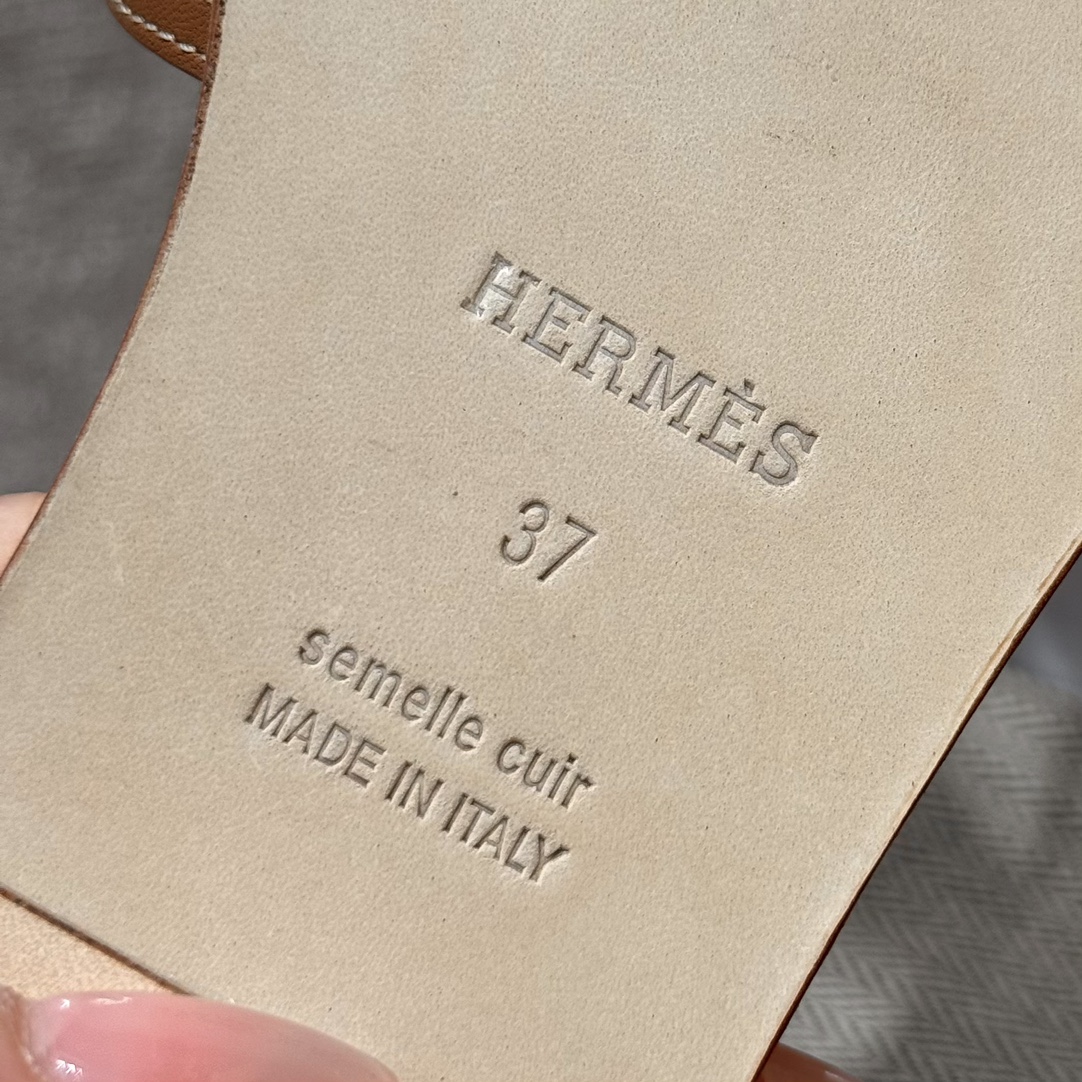 HERMÈS
37
semelle cuir
MADE IN ITALY